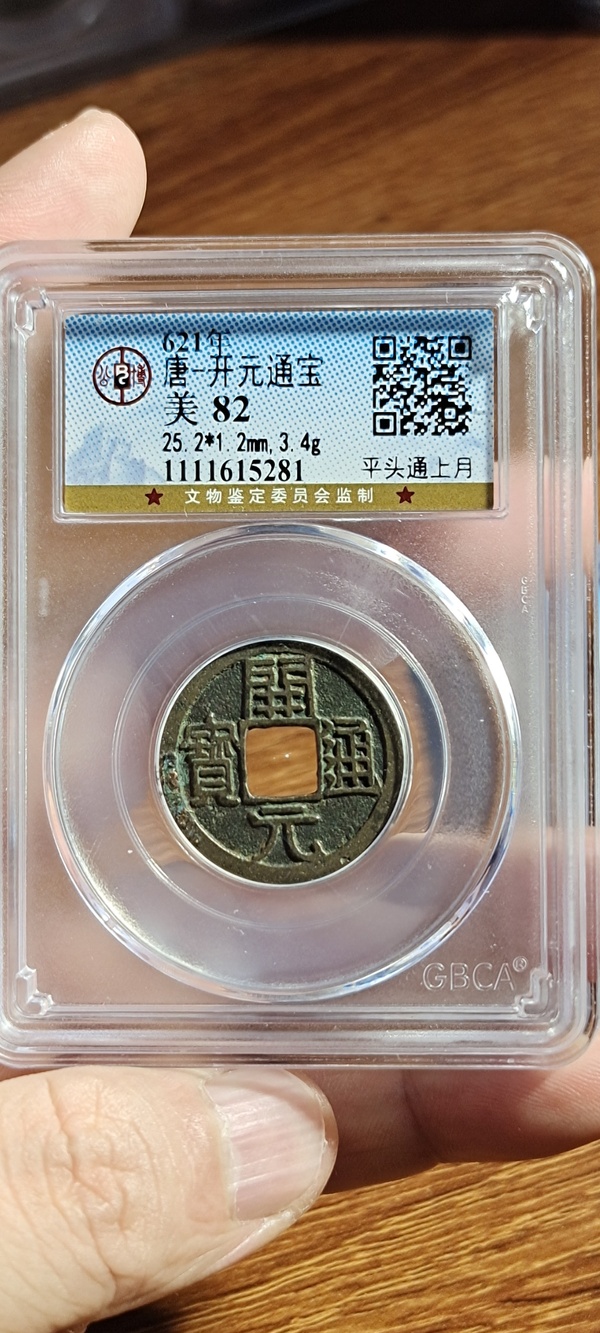 621年
唐-开元通宝
美 82
25.2*1.2mm,3.4g
1111615281
平头通上月
★ 文物鉴定委员会监制 ★
開
元
通
寶
GBCA®